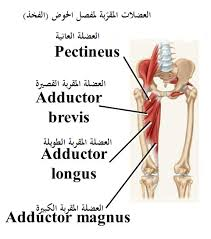 العضلات المقربة لمفصل الحوض (الفخذ)
العضلة العانية
Pectineus
العضلة المقربة القصيرة
Adductor
brevis
العضلة المقربة الطويلة
Adductor
longus
العضلة المقربة الكبيرة
Adductor magnus